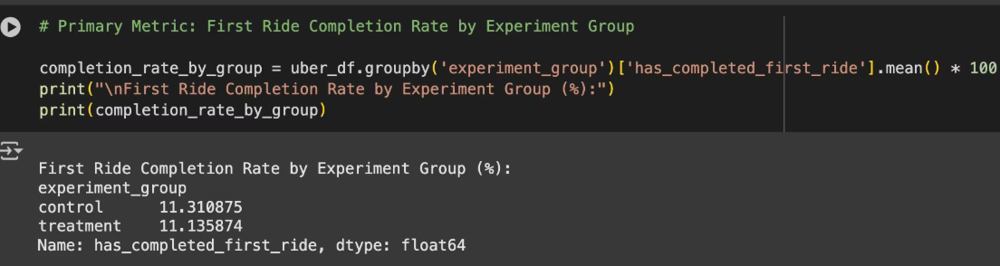 # Primary Metric: First Ride Completion Rate by Experiment Group
completion_rate_by_group = uber_df.groupby('experiment_group')['has_completed_first_ride'].mean() * 100
print("\nFirst Ride Completion Rate by Experiment Group (%):")
print(completion_rate_by_group)
First Ride Completion Rate by Experiment Group (%):
experiment_group
control      11.310875
treatment    11.135874
Name: has_completed_first_ride, dtype: float64